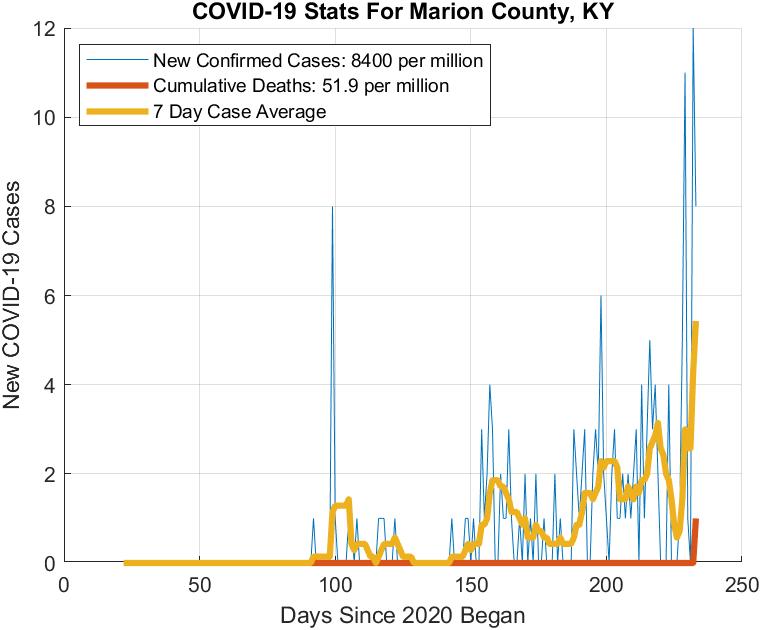 COVID-19 Stats For Marion County, KY
New Confirmed Cases: 8400 per million
Cumulative Deaths: 51.9 per million
7 Day Case Average
New COVID-19 Cases
12
10
8
6
4
2
0
0 50 100 150 200 250
Days Since 2020 Began